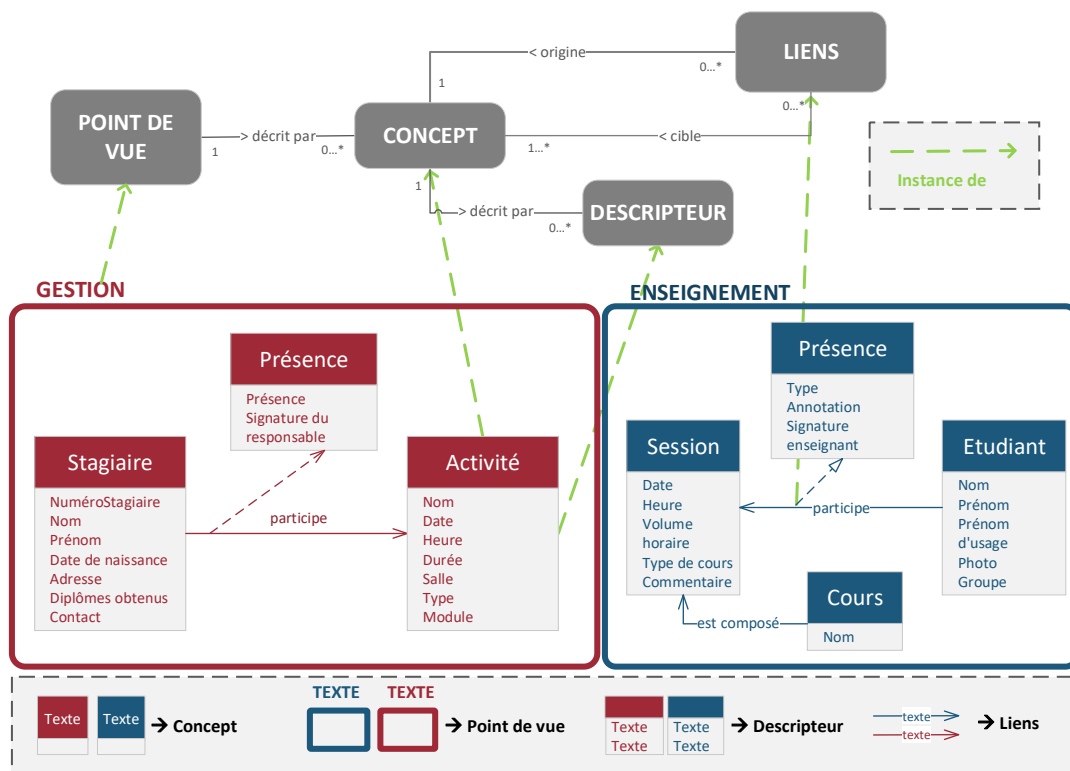 LIENS
< origine
0...*
1
0...*
POINT DE
VUE
> décrit par
1
0...*
CONCEPT
1...*
< cible
1
> décrit par
0...*
DESCRIPTEUR
Instance de
GESTION
Présence
Présence
Signature du
responsable
Stagiaire
NuméroStagiaire
Nom
Prénom
Date de naissance
Adresse
Diplômes obtenus
Contact
participe
Activité
Nom
Date
Heure
Durée
Salle
Type
Module
ENSEIGNEMENT
Présence
Type
Annotation
Signature
enseignant
Session
Date
Heure
Volume
horaire
Type de cours
Commentaire
participe
Etudiant
Nom
Prénom
Prénom
d'usage
Photo
Groupe
est composé
Cours
Nom
Texte
Texte
→ Concept
TEXTE
TEXTE
→ Point de vue
Texte
Texte
Texte
Texte
→ Descripteur
texte
texte
→ Liens